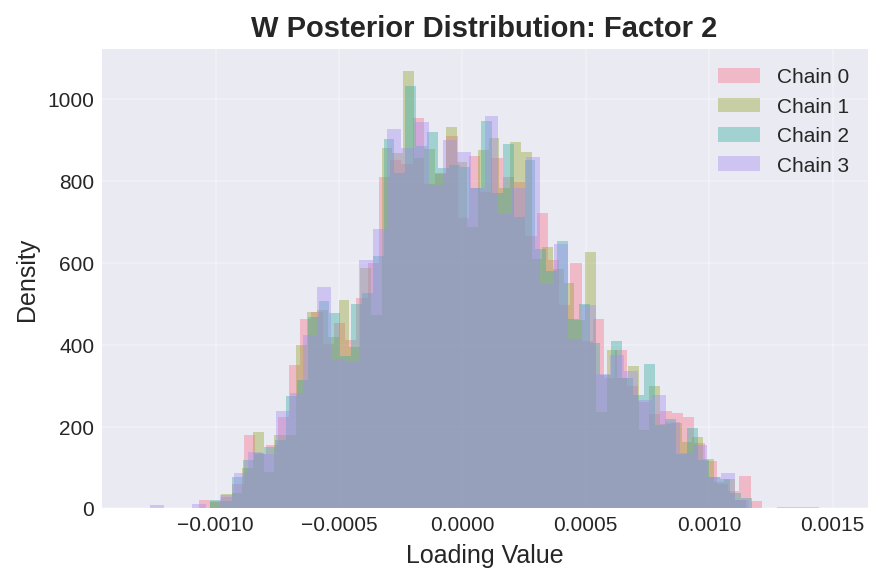 W Posterior Distribution: Factor 2
Chain 0
Chain 1
Chain 2
Chain 3
1000
800
600
400
200
0
Density
−0.0010
−0.0005
0.0000
0.0005
0.0010
0.0015
Loading Value